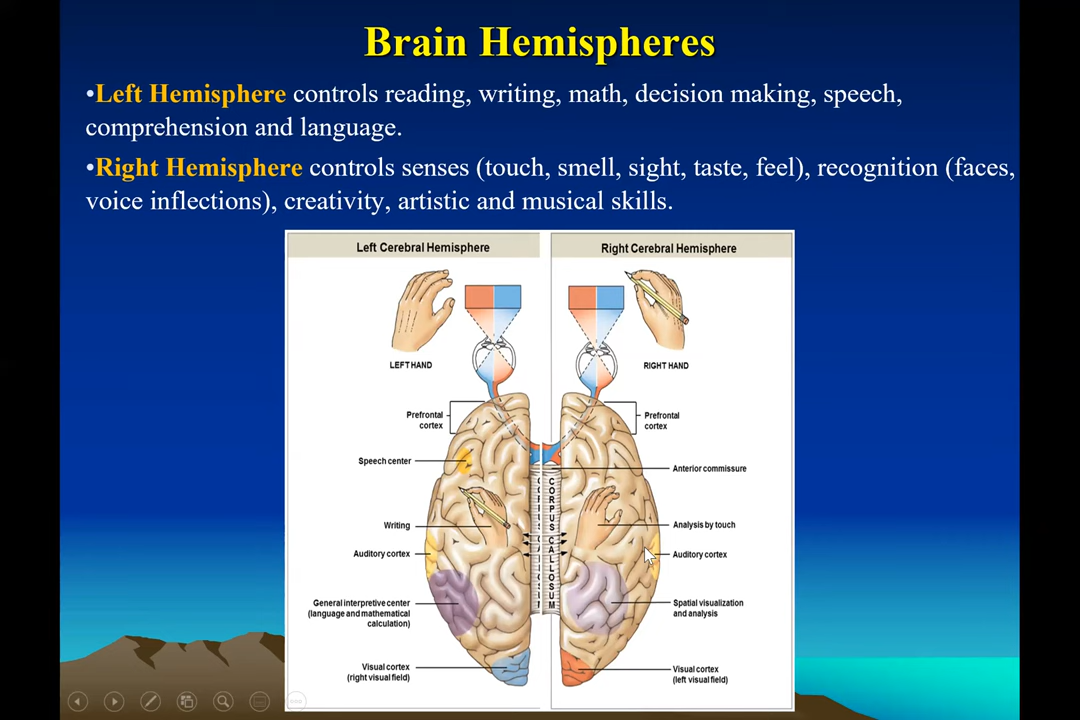 Brain Hemispheres
•Left Hemisphere controls reading, writing, math, decision making, speech,
comprehension and language.
•Right Hemisphere controls senses (touch, smell, sight, taste, feel), recognition (faces,
voice inflections), creativity, artistic and musical skills.
Left Cerebral Hemisphere
Right Cerebral Hemisphere
LEFT HAND
RIGHT HAND
Prefrontal
cortex
Prefrontal
cortex
Speech center
Anterior commissure
CORPUS CALLOSUM
Writing
Analysis by touch
Auditory cortex
Auditory cortex
General interpretive center
(language and mathematical
calculation)
Spatial visualization
and analysis
Visual cortex
(right visual field)
Visual cortex
(left visual field)